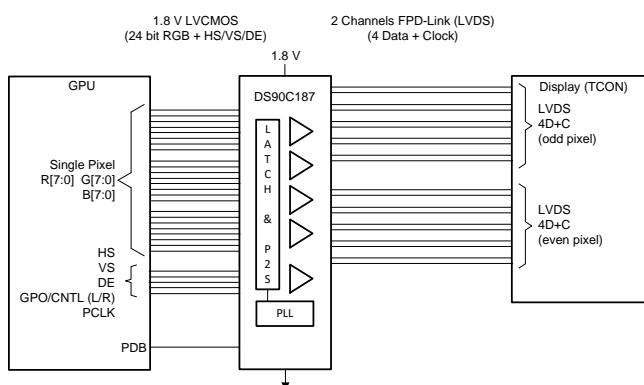 1.8 V LVCMOS
(24 bit RGB + HS/VS/DE)
2 Channels FPD-Link (LVDS)
(4 Data + Clock)
1.8 V
GPU
DS90C187
Display (TCON)
Single Pixel
R[7:0] G[7:0]
B[7:0]
HS
VS
DE
GPO/CNTL (L/R)
PCLK
PDB
LATCH & P2S
PLL
LVDS
4D+C
(odd pixel)
LVDS
4D+C
(even pixel)